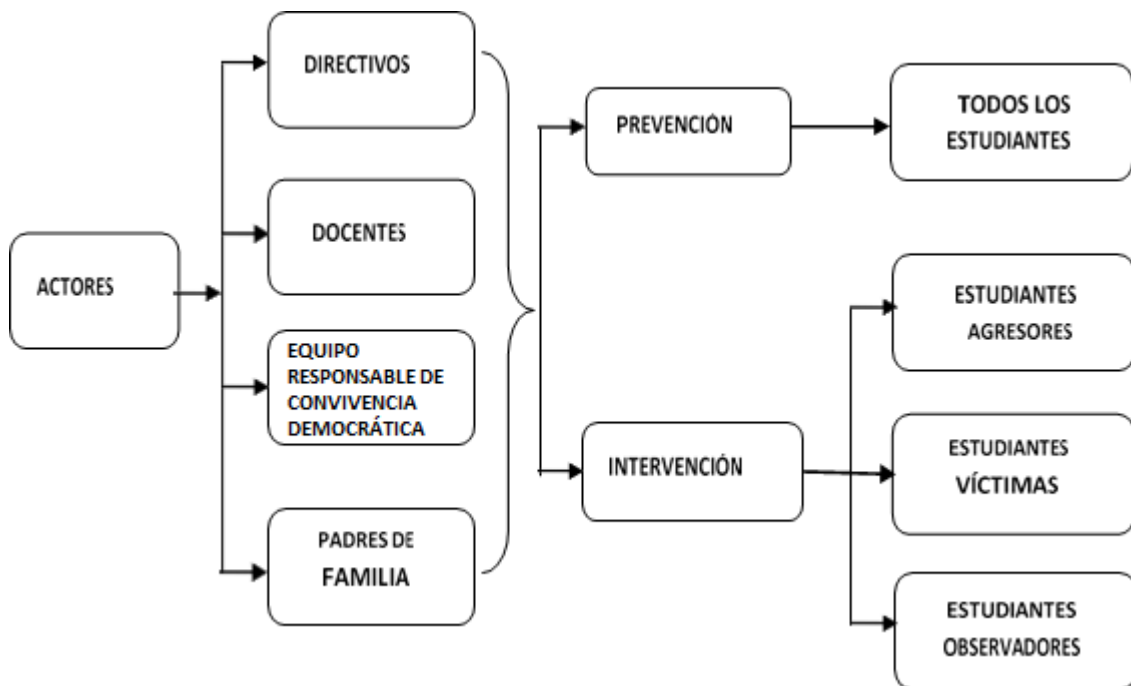 ACTORES
DIRECTIVOS
DOCENTES
EQUIPO
RESPONSABLE DE
CONVIVENCIA
DEMOCRÁTICA
PADRES DE
FAMILIA
PREVENCIÓN
INTERVENCIÓN
TODOS LOS
ESTUDIANTES
ESTUDIANTES
AGRESORES
ESTUDIANTES
VÍCTIMAS
ESTUDIANTES
OBSERVADORES